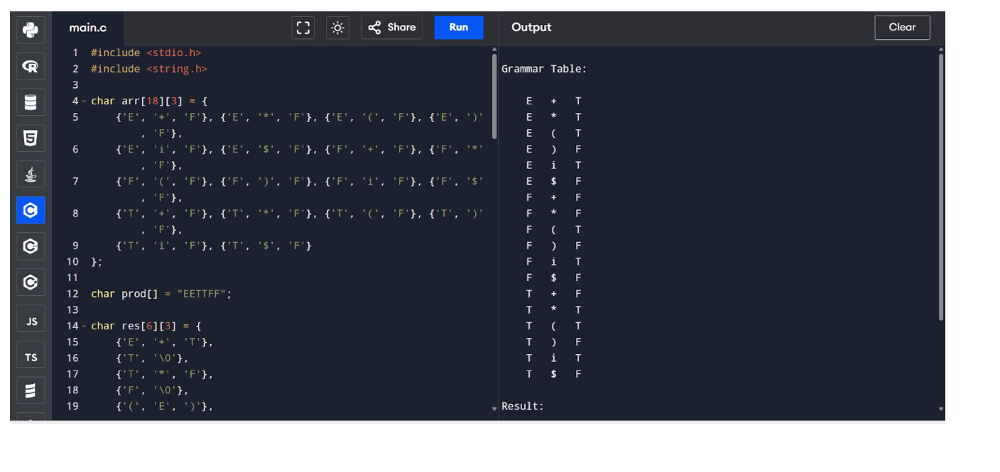 main.c
Share
Run
Output
Clear
JS
TS
1 #include <stdio.h>
2 #include <string.h>
3
4 char arr[18][3] = {
5 {'E', '+', 'F'}, {'E', '*', 'F'}, {'E', '(', 'F'}, {'E', ')'
, 'F'},
6 {'E', 'i', 'F'}, {'E', '$', 'F'}, {'F', '+', 'F'}, {'F', '*'
, 'F'},
7 {'F', '(', 'F'}, {'F', ')', 'F'}, {'F', 'i', 'F'}, {'F', '$'
, 'F'},
8 {'T', '+', 'F'}, {'T', '*', 'F'}, {'T', '(', 'F'}, {'T', ')'
, 'F'},
9 {'T', 'i', 'F'}, {'T', '$', 'F'}
10 };
11
12 char prod[] = "EETTFF";
13
14 char res[6][3] = {
15 {'E', '+', 'T'},
16 {'T', '\0'},
17 {'T', '*', 'F'},
18 {'F', '\0'},
19 {'(', 'E', ')'},
Grammar Table:
E + T
E * T
E ( T
E ) F
E i T
E $ F
F + F
F * F
F ( T
F ) F
F i T
F $ F
T + F
T * T
T ( T
T ) F
T i T
T $ F
Result: